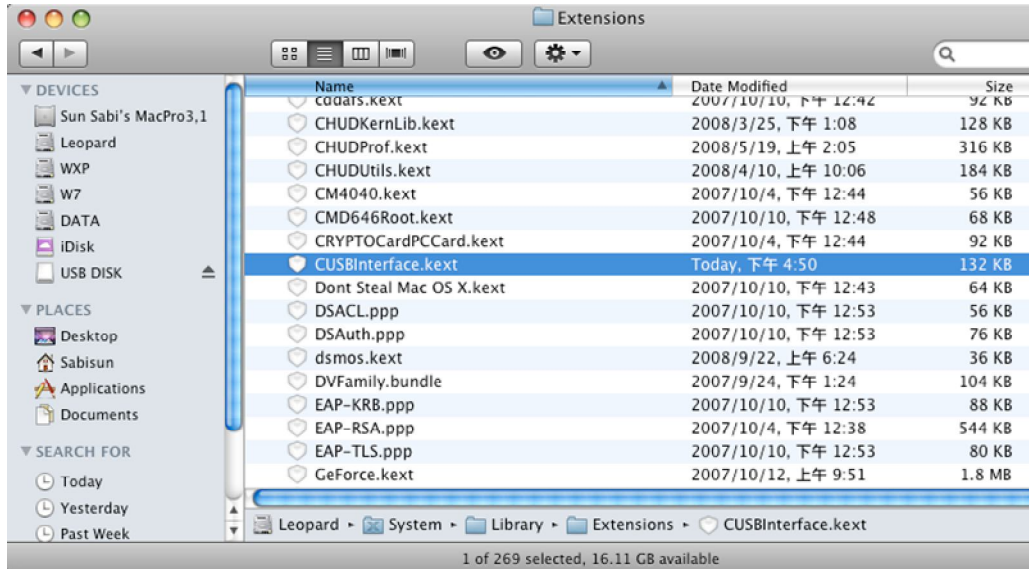 Extensions
Name Date Modified Size
cddafs.kext 2007/10/10, 下午 12:42 92 KB
CHUDKernLib.kext 2008/3/25, 下午 1:08 128 KB
CHUDProf.kext 2008/5/19, 上午 2:05 316 KB
CHUDUtils.kext 2008/4/10, 上午 10:06 184 KB
CM4040.kext 2007/10/4, 下午 12:44 56 KB
CMD646Root.kext 2007/10/10, 下午 12:48 68 KB
CRYPTOCardPCCard.kext 2007/10/4, 下午 12:44 92 KB
CUSBInterface.kext Today, 下午 4:50 132 KB
Dont Steal Mac OS X.kext 2007/10/10, 下午 12:43 64 KB
DSACL.ppp 2007/10/10, 下午 12:53 56 KB
DSAuth.ppp 2007/10/10, 下午 12:53 76 KB
dsmos.kext 2008/9/22, 上午 6:24 36 KB
DVFamily.bundle 2007/9/24, 下午 1:24 104 KB
EAP-KRB.ppp 2007/10/10, 下午 12:53 88 KB
EAP-RSA.ppp 2007/10/4, 下午 12:38 544 KB
EAP-TLS.ppp 2007/10/10, 下午 12:53 80 KB
GeForce.kext 2007/10/12, 上午 9:51 1.8 MB
DEVICES
Sun Sabi's MacPro3,1
Leopard
WXP
W7
DATA
iDisk
USB DISK
PLACES
Desktop
Sabisun
Applications
Documents
SEARCH FOR
Today
Yesterday
Past Week
Leopard ▸ System ▸ Library ▸ Extensions ▸ CUSBInterface.kext
1 of 269 selected, 16.11 GB available